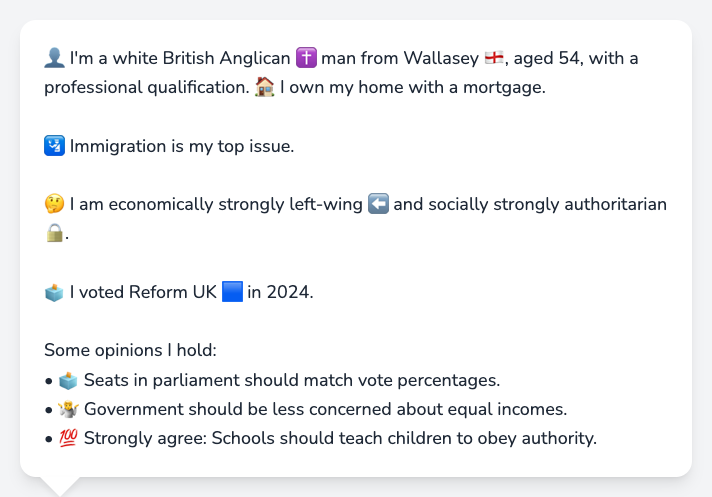 👤 I'm a white British Anglican ✝️ man from Wallasey 🏴󠁧󠁢󠁥󠁮󠁧󠁿, aged 54, with a
professional qualification. 🏠 I own my home with a mortgage.
🛂 Immigration is my top issue.
🤔 I am economically strongly left-wing ⬅️ and socially strongly authoritarian
🔒.
🗳️ I voted Reform UK 🟦 in 2024.
Some opinions I hold:
• 🗳️ Seats in parliament should match vote percentages.
• 🤷 Government should be less concerned about equal incomes.
• 💯 Strongly agree: Schools should teach children to obey authority.